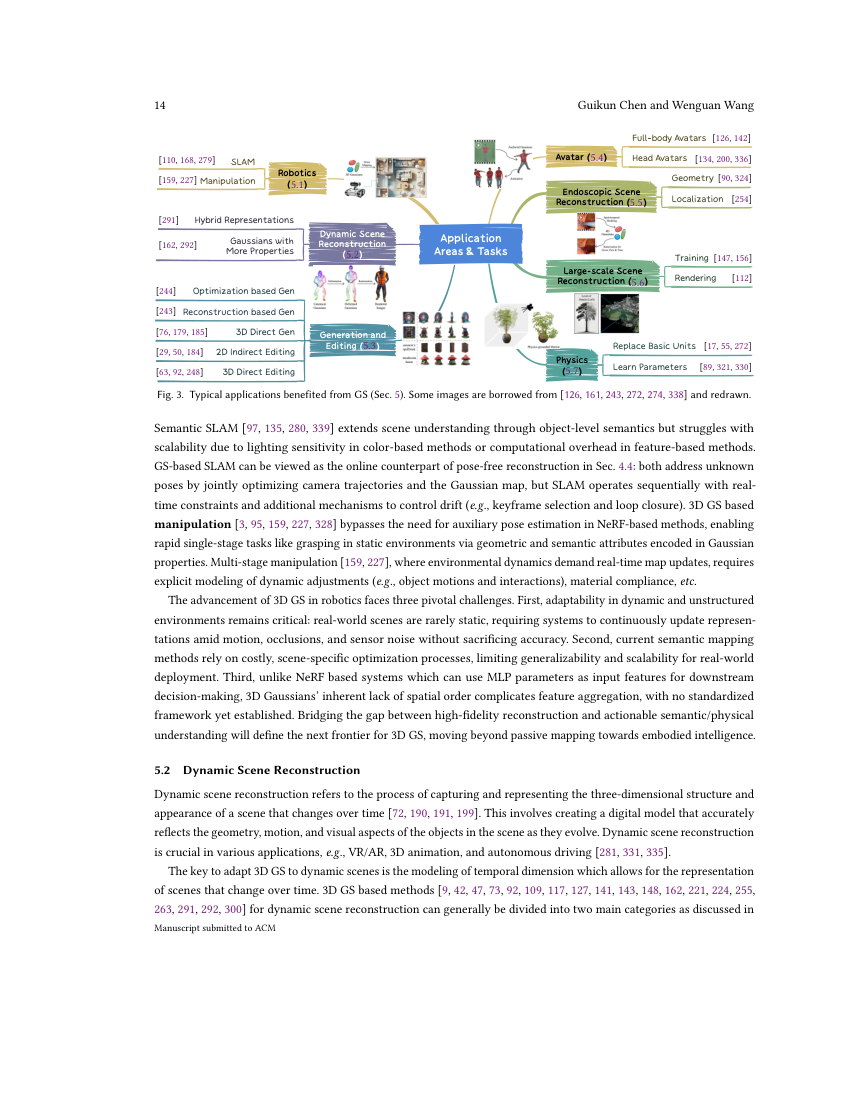 14
Guikun Chen and Wenguan Wang
[110, 168, 279] SLAM
[159, 227] Manipulation
Robotics
(5.1)
[291] Hybrid Representations
[162, 292] Gaussians with
More Properties
Dynamic Scene
Reconstruction
[244] Optimization based Gen
[243] Reconstruction based Gen
[76, 179, 185] 3D Direct Gen
[29, 50, 184] 2D Indirect Editing
[63, 92, 248] 3D Direct Editing
Generation and
Editing (5.3)
Application
Areas & Tasks
Avatar (5.4)
Full-body Avatars [126, 142]
Head Avatars [134, 200, 336]
Endoscopic Scene
Reconstruction (5.5)
Geometry [90, 324]
Localization [254]
Large-scale Scene
Reconstruction (5.6)
Training [147, 156]
Rendering [112]
Physics
(5.7)
Replace Basic Units [17, 55, 272]
Learn Parameters [89, 321, 330]
Fig. 3. Typical applications benefited from GS (Sec. 5). Some images are borrowed from [126, 161, 243, 272, 274, 338] and redrawn.
Semantic SLAM [97, 135, 280, 339] extends scene understanding through object-level semantics but struggles with
scalability due to lighting sensitivity in color-based methods or computational overhead in feature-based methods.
GS-based SLAM can be viewed as the online counterpart of pose-free reconstruction in Sec. 4.4: both address unknown
poses by jointly optimizing camera trajectories and the Gaussian map, but SLAM operates sequentially with real-
time constraints and additional mechanisms to control drift (e.g., keyframe selection and loop closure). 3D GS based
manipulation [3, 95, 159, 227, 328] bypasses the need for auxiliary pose estimation in NeRF-based methods, enabling
rapid single-stage tasks like grasping in static environments via geometric and semantic attributes encoded in Gaussian
properties. Multi-stage manipulation [159, 227], where environmental dynamics demand real-time map updates, requires
explicit modeling of dynamic adjustments (e.g., object motions and interactions), material compliance, etc.
The advancement of 3D GS in robotics faces three pivotal challenges. First, adaptability in dynamic and unstructured
environments remains critical: real-world scenes are rarely static, requiring systems to continuously update represen-
tations amid motion, occlusions, and sensor noise without sacrificing accuracy. Second, current semantic mapping
methods rely on costly, scene-specific optimization processes, limiting generalizability and scalability for real-world
deployment. Third, unlike NeRF based systems which can use MLP parameters as input features for downstream
decision-making, 3D Gaussians' inherent lack of spatial order complicates feature aggregation, with no standardized
framework yet established. Bridging the gap between high-fidelity reconstruction and actionable semantic/physical
understanding will define the next frontier for 3D GS, moving beyond passive mapping towards embodied intelligence.
5.2 Dynamic Scene Reconstruction
Dynamic scene reconstruction refers to the process of capturing and representing the three-dimensional structure and
appearance of a scene that changes over time [72, 190, 191, 199]. This involves creating a digital model that accurately
reflects the geometry, motion, and visual aspects of the objects in the scene as they evolve. Dynamic scene reconstruction
is crucial in various applications, e.g., VR/AR, 3D animation, and autonomous driving [281, 331, 335].
The key to adapt 3D GS to dynamic scenes is the modeling of temporal dimension which allows for the representation
of scenes that change over time. 3D GS based methods [9, 42, 47, 73, 92, 109, 117, 127, 141, 143, 148, 162, 221, 224, 255,
263, 291, 292, 300] for dynamic scene reconstruction can generally be divided into two main categories as discussed in
Manuscript submitted to ACM